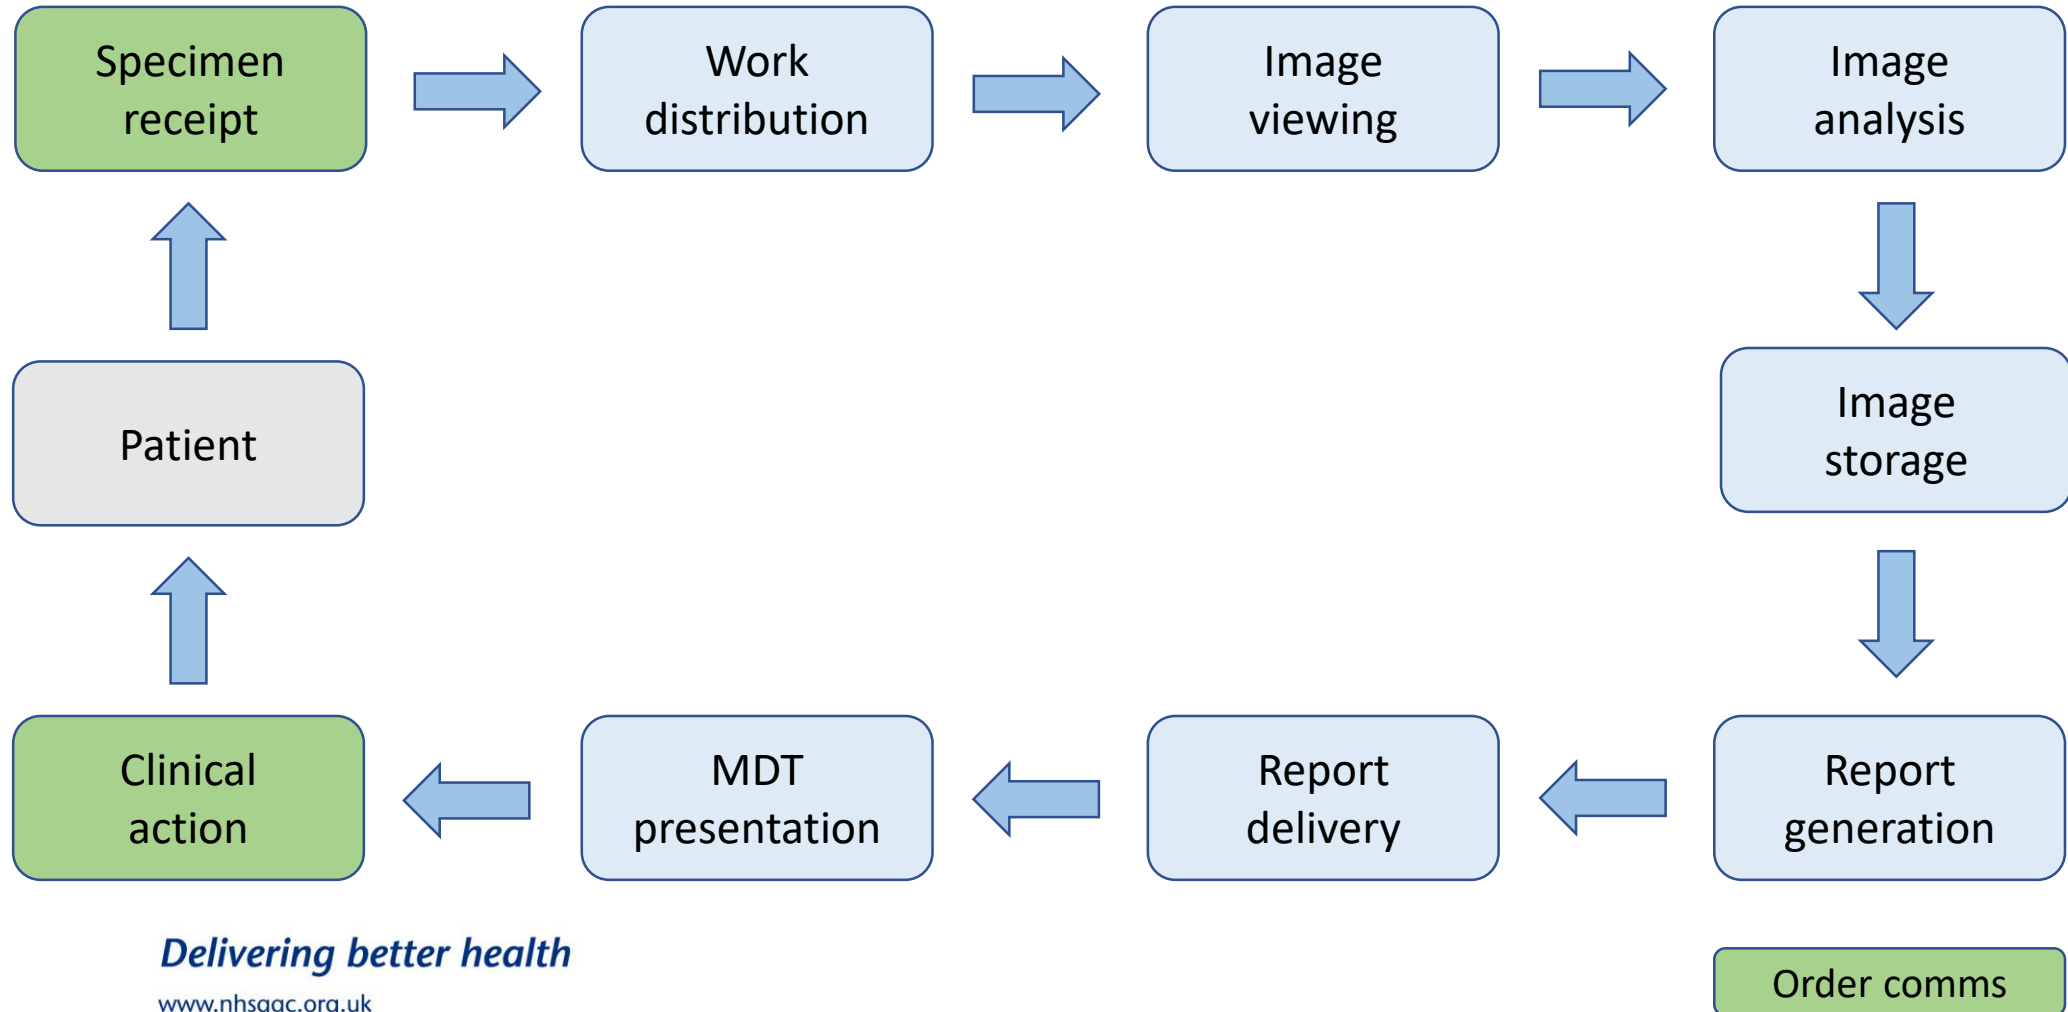 Specimen
receipt
Work
distribution
Image
viewing
Image
analysis
Patient
Image
storage
Clinical
action
MDT
presentation
Report
delivery
Report
generation
Delivering better health
www.nhsggc.org.uk
Order comms